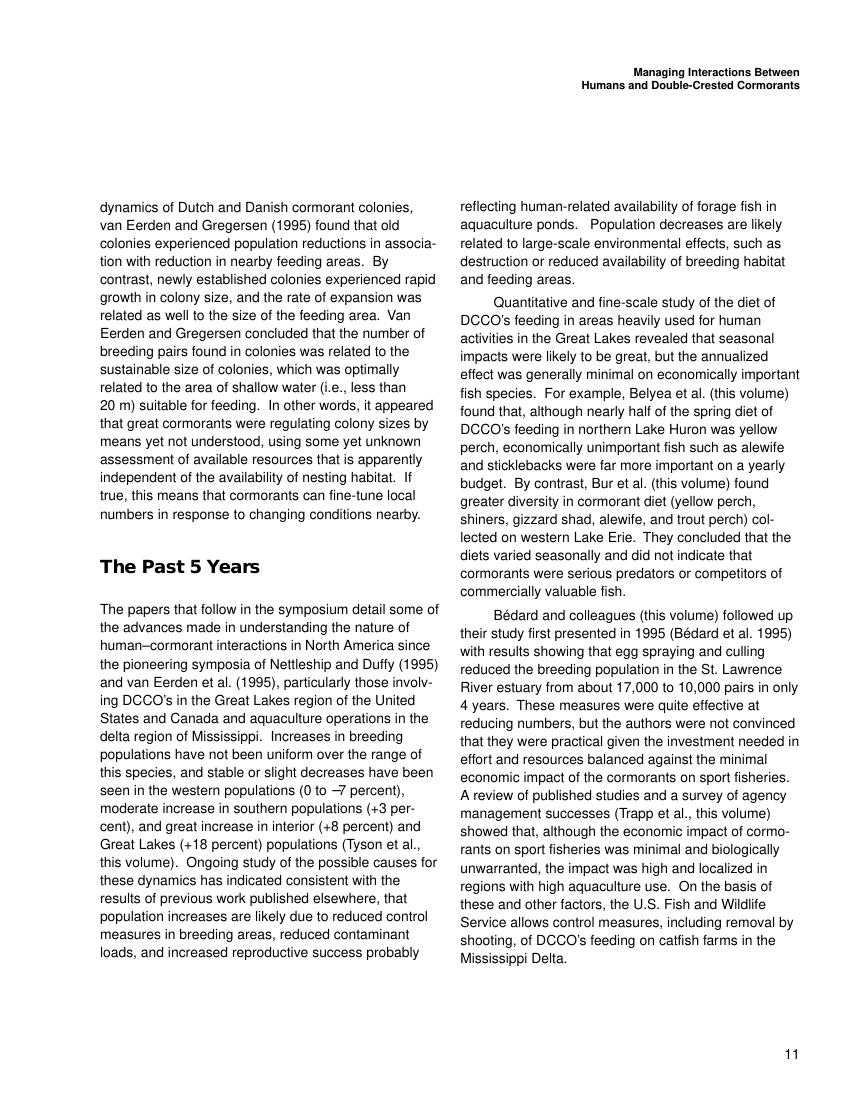 Managing Interactions Between
Humans and Double-Crested Cormorants
dynamics of Dutch and Danish cormorant colonies,
van Eerden and Gregersen (1995) found that old
colonies experienced population reductions in associa-
tion with reduction in nearby feeding areas.  By
contrast, newly established colonies experienced rapid
growth in colony size, and the rate of expansion was
related as well to the size of the feeding area.  Van
Eerden and Gregersen concluded that the number of
breeding pairs found in colonies was related to the
sustainable size of colonies, which was optimally
related to the area of shallow water (i.e., less than
20 m) suitable for feeding.  In other words, it appeared
that great cormorants were regulating colony sizes by
means yet not understood, using some yet unknown
assessment of available resources that is apparently
independent of the availability of nesting habitat.  If
true, this means that cormorants can fine-tune local
numbers in response to changing conditions nearby.
The Past 5 Years
The papers that follow in the symposium detail some of
the advances made in understanding the nature of
human–cormorant interactions in North America since
the pioneering symposia of Nettleship and Duffy (1995)
and van Eerden et al. (1995), particularly those involv-
ing DCCO's in the Great Lakes region of the United
States and Canada and aquaculture operations in the
delta region of Mississippi.  Increases in breeding
populations have not been uniform over the range of
this species, and stable or slight decreases have been
seen in the western populations (0 to –7 percent),
moderate increase in southern populations (+3 per-
cent), and great increase in interior (+8 percent) and
Great Lakes (+18 percent) populations (Tyson et al.,
this volume).  Ongoing study of the possible causes for
these dynamics has indicated consistent with the
results of previous work published elsewhere, that
population increases are likely due to reduced control
measures in breeding areas, reduced contaminant
loads, and increased reproductive success probably
reflecting human-related availability of forage fish in
aquaculture ponds.   Population decreases are likely
related to large-scale environmental effects, such as
destruction or reduced availability of breeding habitat
and feeding areas.
Quantitative and fine-scale study of the diet of
DCCO's feeding in areas heavily used for human
activities in the Great Lakes revealed that seasonal
impacts were likely to be great, but the annualized
effect was generally minimal on economically important
fish species.  For example, Belyea et al. (this volume)
found that, although nearly half of the spring diet of
DCCO's feeding in northern Lake Huron was yellow
perch, economically unimportant fish such as alewife
and sticklebacks were far more important on a yearly
budget.  By contrast, Bur et al. (this volume) found
greater diversity in cormorant diet (yellow perch,
shiners, gizzard shad, alewife, and trout perch) col-
lected on western Lake Erie.  They concluded that the
diets varied seasonally and did not indicate that
cormorants were serious predators or competitors of
commercially valuable fish.
Bédard and colleagues (this volume) followed up
their study first presented in 1995 (Bédard et al. 1995)
with results showing that egg spraying and culling
reduced the breeding population in the St. Lawrence
River estuary from about 17,000 to 10,000 pairs in only
4 years.  These measures were quite effective at
reducing numbers, but the authors were not convinced
that they were practical given the investment needed in
effort and resources balanced against the minimal
economic impact of the cormorants on sport fisheries.
A review of published studies and a survey of agency
management successes (Trapp et al., this volume)
showed that, although the economic impact of cormo-
rants on sport fisheries was minimal and biologically
unwarranted, the impact was high and localized in
regions with high aquaculture use.  On the basis of
these and other factors, the U.S. Fish and Wildlife
Service allows control measures, including removal by
shooting, of DCCO's feeding on catfish farms in the
Mississippi Delta.
11